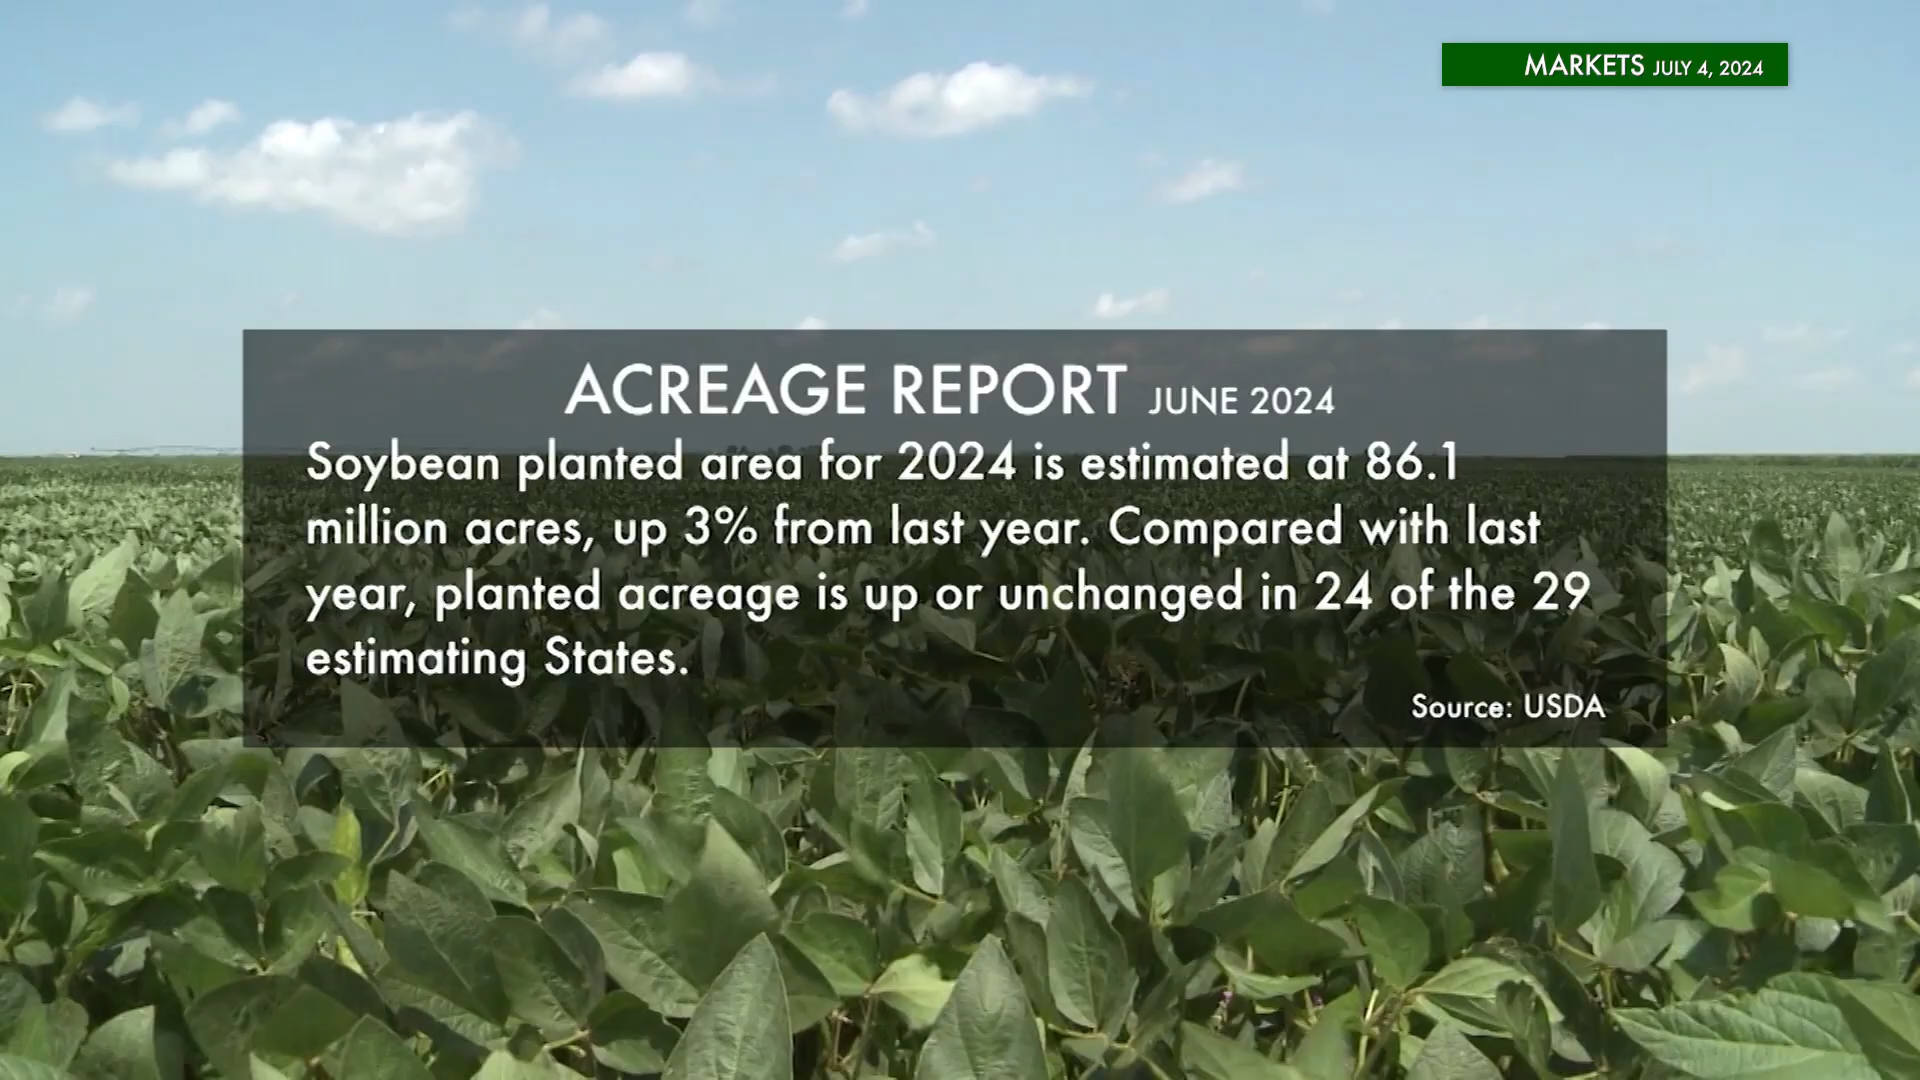 MARKETS JULY 4, 2024
ACREAGE REPORT JUNE 2024
Soybean planted area for 2024 is estimated at 86.1
million acres, up 3% from last year. Compared with last
year, planted acreage is up or unchanged in 24 of the 29
estimating States.
Source: USDA